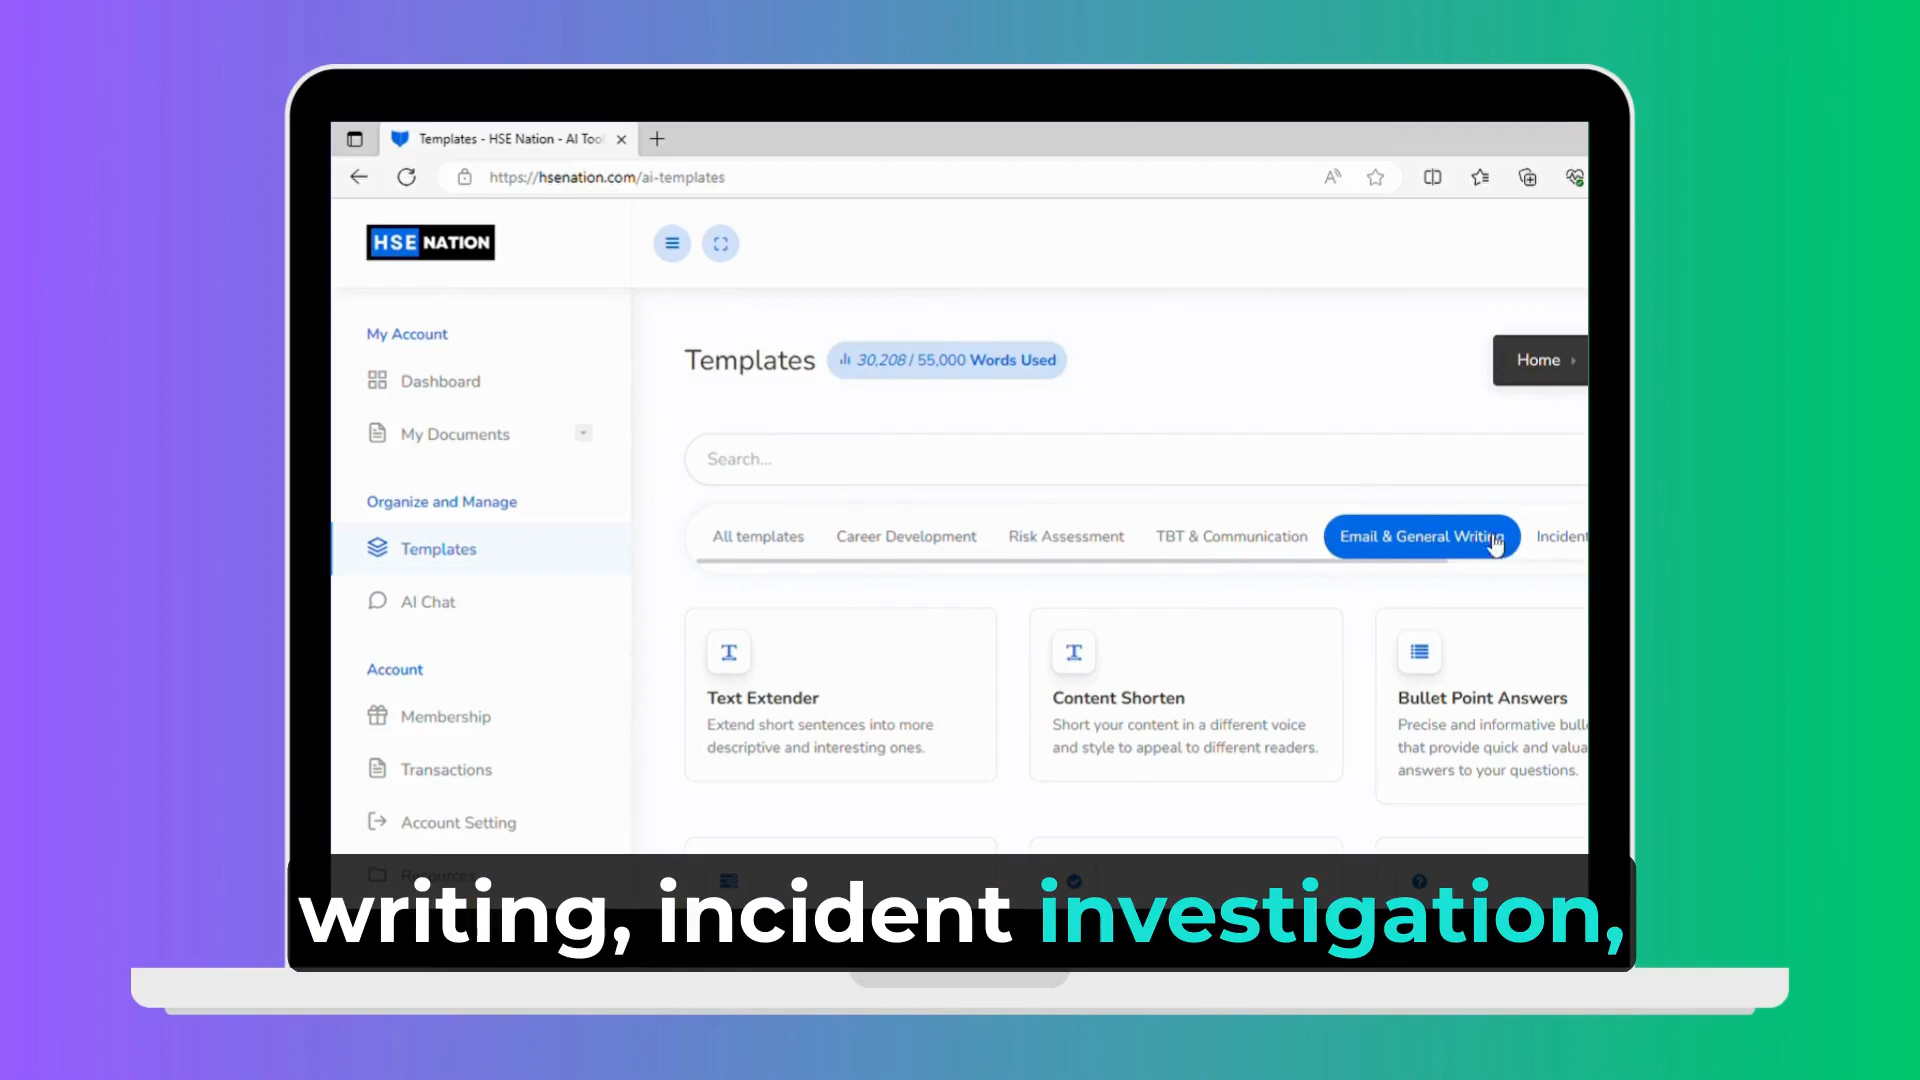 Templates - HSE Nation - AI Tool
https://hsenation.com/ai-templates
HSE NATION
My Account
Dashboard
My Documents
Organize and Manage
Templates
AI Chat
Account
Membership
Transactions
Account Setting
Resources
Templates
30,208 / 55,000 Words Used
Home
Search...
All templates
Career Development
Risk Assessment
TBT & Communication
Email & General Writing
Incident
Text Extender
Extend short sentences into more
descriptive and interesting ones.
Content Shorten
Short your content in a different voice
and style to appeal to different readers.
Bullet Point Answers
Precise and informative bull
that provide quick and valua
answers to your questions.
writing, incident investigation,